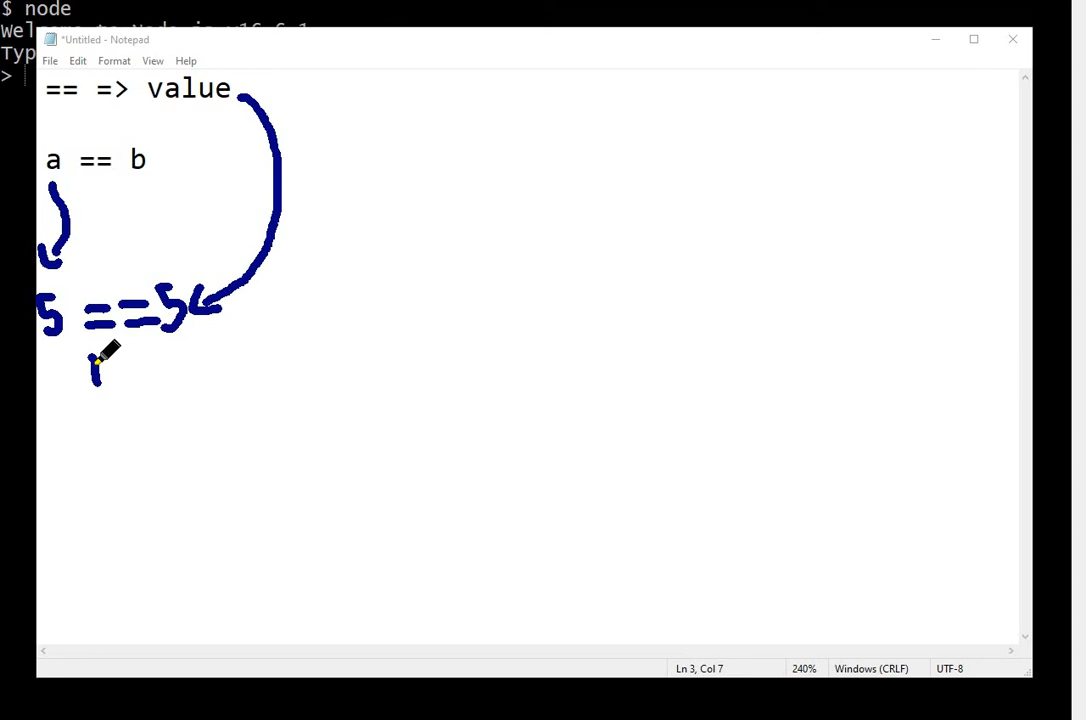 $ node
*Untitled - Notepad
File Edit Format View Help
>
== => value
a == b
5 == 5
Ln 3, Col 7 240% Windows (CRLF) UTF-8